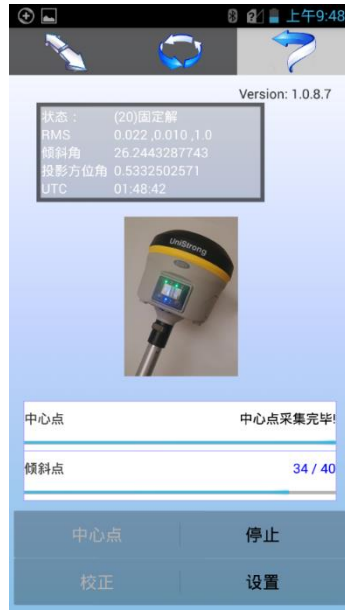 上午9:48
Version: 1.0.8.7
状态： (20)固定解
RMS 0.022 ,0.010 ,1.0
倾斜角 26.2443287743
投影方位角 0.5332502571
UTC 01:48:42
UniStrong
中心点 中心点采集完毕!
倾斜点 34 / 40
中心点 停止
校正 设置